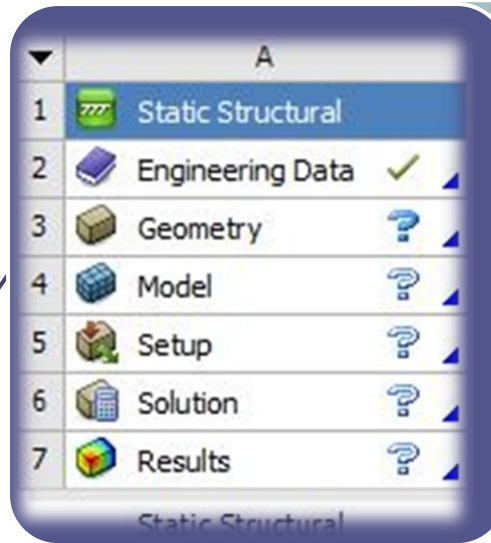 A
1 Static Structural
2 Engineering Data
3 Geometry ?
4 Model ?
5 Setup ?
6 Solution ?
7 Results ?
Static Structural